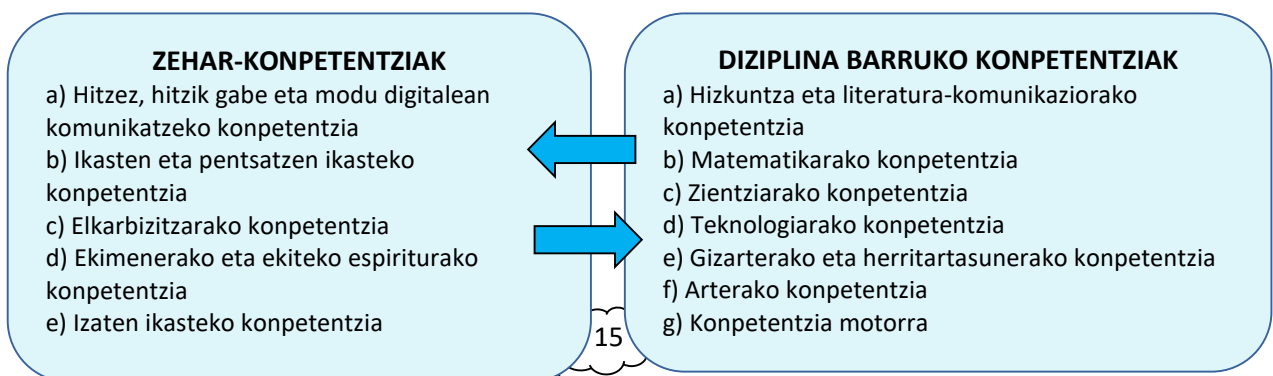 ZEHAR-KONPETENTZIAK
a) Hitzez, hitzik gabe eta modu digitalean
komunikatzeko konpetentzia
b) Ikasten eta pentsatzen ikasteko
konpetentzia
c) Elkarbizitzarako konpetentzia
d) Ekimenerako eta ekiteko espiriturako
konpetentzia
e) Izaten ikasteko konpetentzia
DIZIPLINA BARRUKO KONPETENTZIAK
a) Hizkuntza eta literatura-komunikaziorako
konpetentzia
b) Matematikarako konpetentzia
c) Zientziarako konpetentzia
d) Teknologiarako konpetentzia
e) Gizarterako eta herritartasunerako konpetentzia
f) Arterako konpetentzia
g) Konpetentzia motorra
15